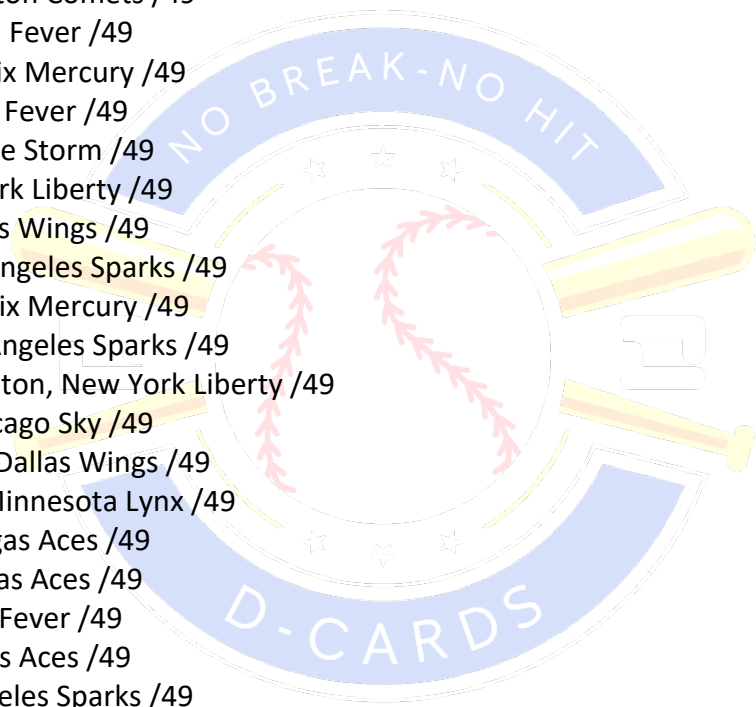 ton Comets /49
Fever /49
ix Mercury /49
Fever /49
e Storm /49
rk Liberty /49
s Wings /49
ngeles Sparks /49
ix Mercury /49
Angeles Sparks /49
ton, New York Liberty /49
cago Sky /49
Dallas Wings /49
Minnesota Lynx /49
gas Aces /49
as Aces /49
Fever /49
s Aces /49
eles Sparks /49
NO BREAK-NO HIT
D-CARDS